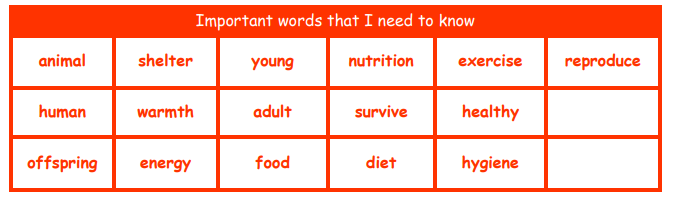 Important words that I need to know
animal shelter young nutrition exercise reproduce
human warmth adult survive healthy
offspring energy food diet hygiene